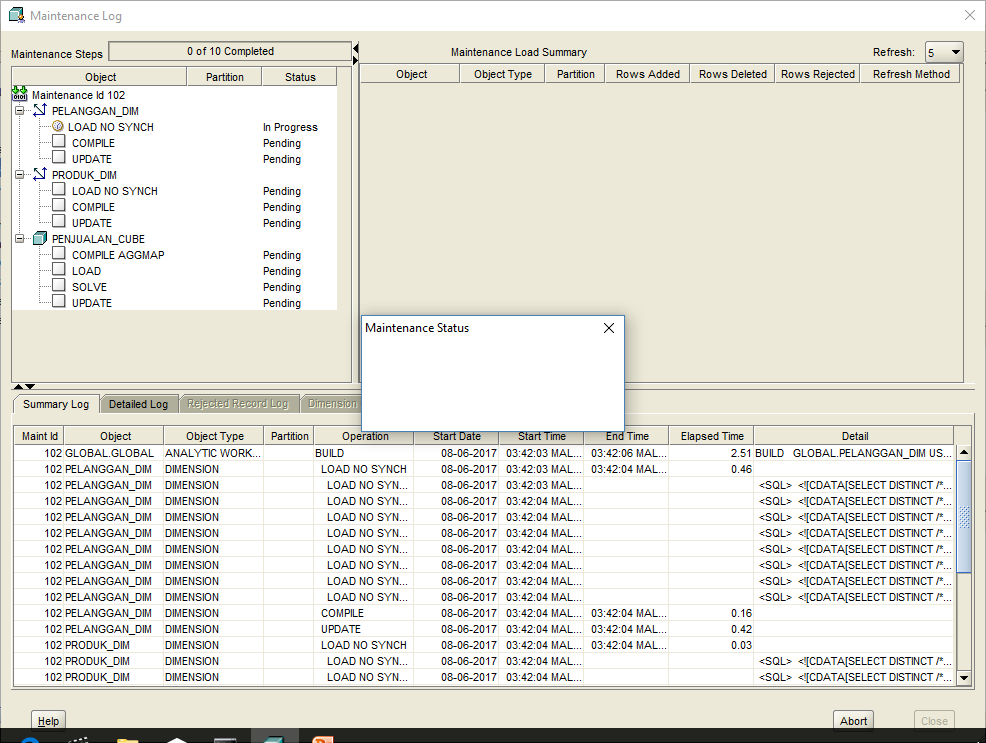 Maintenance Log
Maintenance Steps 0 of 10 Completed
Object Partition Status
Maintenance Id 102
PELANGGAN_DIM
LOAD NO SYNCH In Progress
COMPILE Pending
UPDATE Pending
PRODUK_DIM
LOAD NO SYNCH Pending
COMPILE Pending
UPDATE Pending
PENJUALAN_CUBE
COMPILE AGGMAP Pending
LOAD Pending
SOLVE Pending
UPDATE Pending
Maintenance Load Summary Refresh: 5
Object Object Type Partition Rows Added Rows Deleted Rows Rejected Refresh Method
Maintenance Status
Summary Log Detailed Log Rejected Record Log Dimension
Maint Id Object Object Type Partition Operation Start Date Start Time End Time Elapsed Time Detail
102 GLOBAL.GLOBAL ANALYTIC WORK... BUILD 08-06-2017 03:42:03 MAL... 03:42:06 MAL... 2.51 BUILD GLOBAL.PELANGGAN_DIM US...
102 PELANGGAN_DIM DIMENSION LOAD NO SYNCH 08-06-2017 03:42:03 MAL... 03:42:04 MAL... 0.46
102 PELANGGAN_DIM DIMENSION LOAD NO SYN... 08-06-2017 03:42:03 MAL... <SQL> <![CDATA[SELECT DISTINCT /*...
102 PELANGGAN_DIM DIMENSION LOAD NO SYN... 08-06-2017 03:42:04 MAL... <SQL> <![CDATA[SELECT DISTINCT /*...
102 PELANGGAN_DIM DIMENSION LOAD NO SYN... 08-06-2017 03:42:04 MAL... <SQL> <![CDATA[SELECT DISTINCT /*...
102 PELANGGAN_DIM DIMENSION LOAD NO SYN... 08-06-2017 03:42:04 MAL... <SQL> <![CDATA[SELECT DISTINCT /*...
102 PELANGGAN_DIM DIMENSION LOAD NO SYN... 08-06-2017 03:42:04 MAL... <SQL> <![CDATA[SELECT DISTINCT /*...
102 PELANGGAN_DIM DIMENSION LOAD NO SYN... 08-06-2017 03:42:04 MAL... <SQL> <![CDATA[SELECT DISTINCT /*...
102 PELANGGAN_DIM DIMENSION LOAD NO SYN... 08-06-2017 03:42:04 MAL... <SQL> <![CDATA[SELECT DISTINCT /*...
102 PELANGGAN_DIM DIMENSION LOAD NO SYN... 08-06-2017 03:42:04 MAL... <SQL> <![CDATA[SELECT DISTINCT /*...
102 PELANGGAN_DIM DIMENSION COMPILE 08-06-2017 03:42:04 MAL... 03:42:04 MAL... 0.16
102 PELANGGAN_DIM DIMENSION UPDATE 08-06-2017 03:42:04 MAL... 03:42:04 MAL... 0.42
102 PRODUK_DIM DIMENSION LOAD NO SYNCH 08-06-2017 03:42:04 MAL... 03:42:04 MAL... 0.03
102 PRODUK_DIM DIMENSION LOAD NO SYN... 08-06-2017 03:42:04 MAL... <SQL> <![CDATA[SELECT DISTINCT /*...
102 PRODUK_DIM DIMENSION LOAD NO SYN... 08-06-2017 03:42:04 MAL... <SQL> <![CDATA[SELECT DISTINCT /*...
Help Abort Close